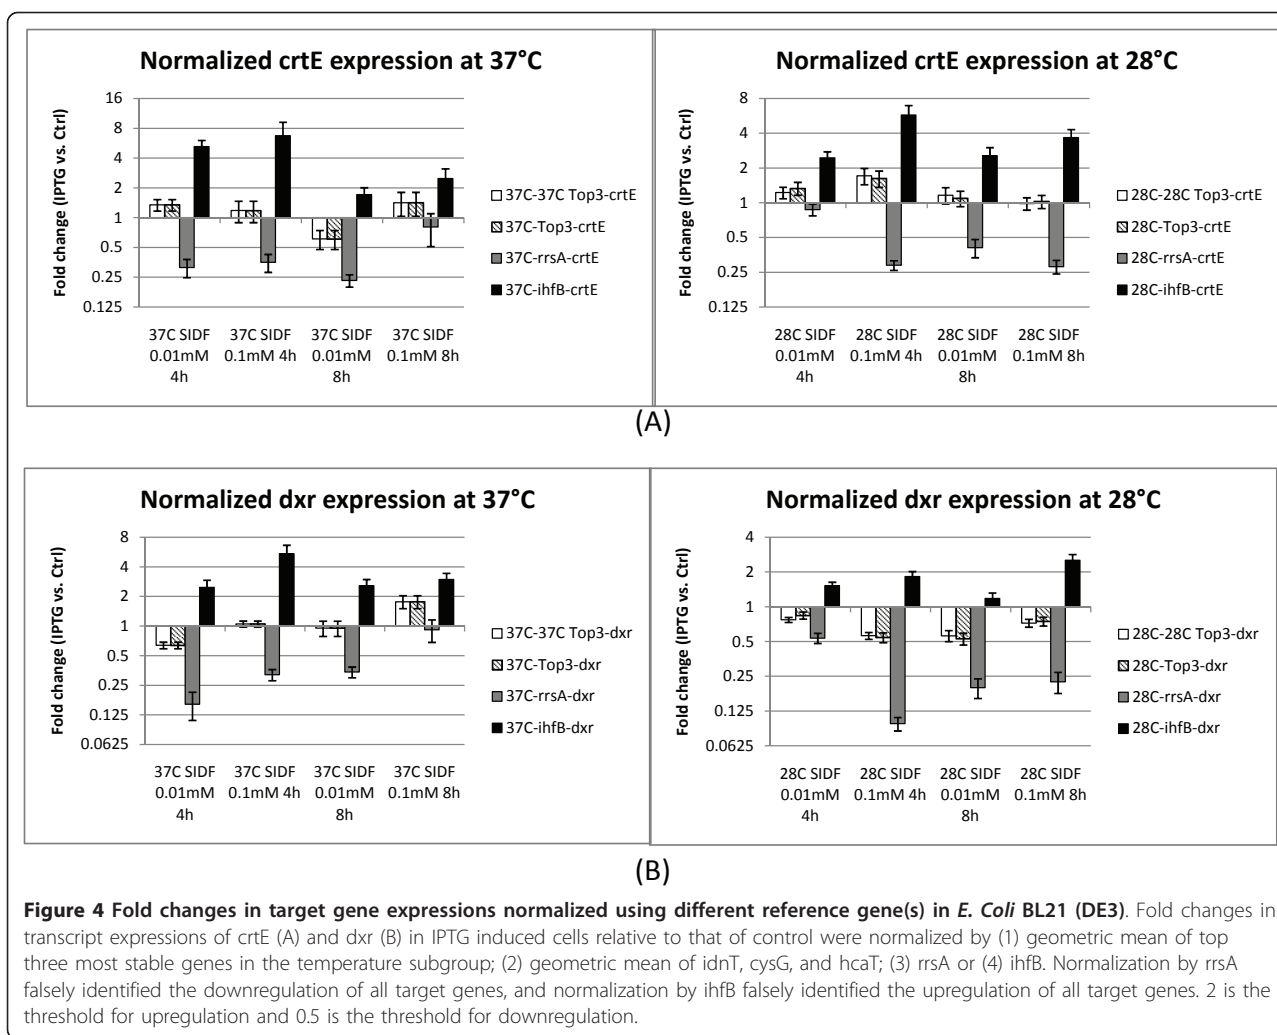 Normalized crtE expression at 37°C
Fold change (IPTG vs. Ctrl)
16
8
4
2
1
0.5
0.25
0.125
37C SIDF 0.01mM 4h
37C SIDF 0.1mM 4h
37C SIDF 0.01mM 8h
37C SIDF 0.1mM 8h
37C-37C Top3-crtE
37C-Top3-crtE
37C-rrsA-crtE
37C-ihfB-crtE
Normalized crtE expression at 28°C
Fold change (IPTG vs. Ctrl)
8
4
2
1
0.5
0.25
0.125
28C SIDF 0.01mM 4h
28C SIDF 0.1mM 4h
28C SIDF 0.01mM 8h
28C SIDF 0.1mM 8h
28C-28C Top3-crtE
28C-Top3-crtE
28C-rrsA-crtE
28C-ihfB-crtE
(A)
Normalized dxr expression at 37°C
Fold change (IPTG vs. Ctrl)
8
4
2
1
0.5
0.25
0.125
0.0625
37C SIDF 0.01mM 4h
37C SIDF 0.1mM 4h
37C SIDF 0.01mM 8h
37C SIDF 0.1mM 8h
37C-37C Top3-dxr
37C-Top3-dxr
37C-rrsA-dxr
37C-ihfB-dxr
Normalized dxr expression at 28°C
Fold change (IPTG vs. Ctrl)
4
2
1
0.5
0.25
0.125
0.0625
28C SIDF 0.01mM 4h
28C SIDF 0.1mM 4h
28C SIDF 0.01mM 8h
28C SIDF 0.1mM 8h
28C-28C Top3-dxr
28C-Top3-dxr
28C-rrsA-dxr
28C-ihfB-dxr
(B)
Figure 4 Fold changes in target gene expressions normalized using different reference gene(s) in E. Coli BL21 (DE3). Fold changes in
transcript expressions of crtE (A) and dxr (B) in IPTG induced cells relative to that of control were normalized by (1) geometric mean of top
three most stable genes in the temperature subgroup; (2) geometric mean of idnT, cysG, and hcaT; (3) rrsA or (4) ihfB. Normalization by rrsA
falsely identified the downregulation of all target genes, and normalization by ihfB falsely identified the upregulation of all target genes. 2 is the
threshold for upregulation and 0.5 is the threshold for downregulation.